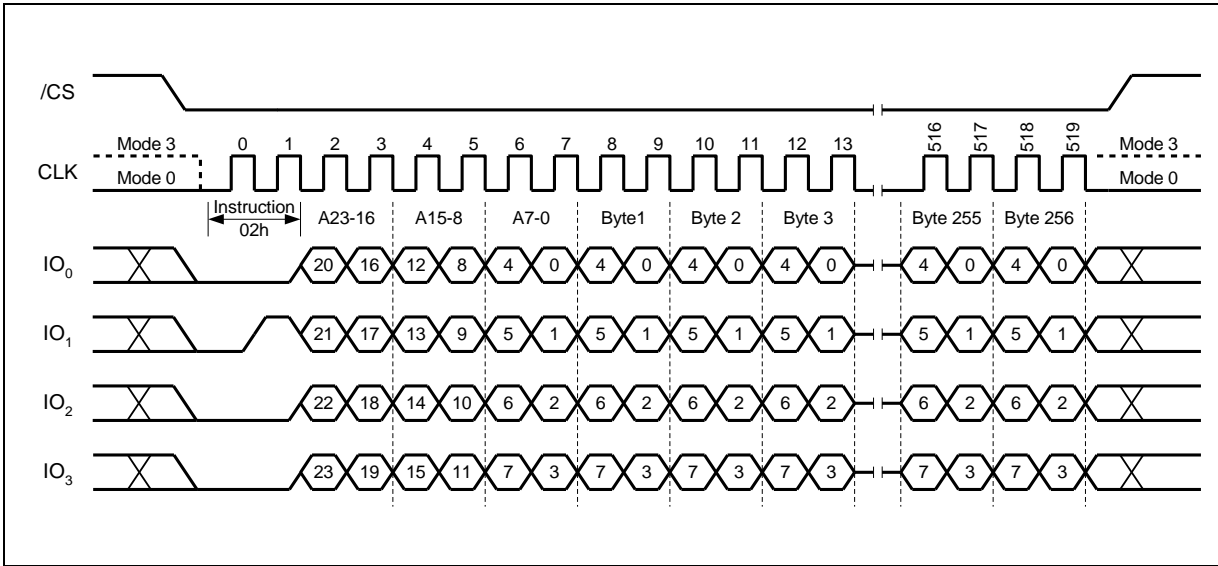 /CS
Mode 3 0 1 2 3 4 5 6 7 8 9 10 11 12 13 516 517 518 519 Mode 3
CLK
Mode 0 Mode 0
Instruction A23-16 A15-8 A7-0 Byte1 Byte 2 Byte 3 Byte 255 Byte 256
02h
IO0 20 16 12 8 4 0 4 0 4 0 4 0 4 0 4 0
IO1 21 17 13 9 5 1 5 1 5 1 5 1 5 1 5 1
IO2 22 18 14 10 6 2 6 2 6 2 6 2 6 2 6 2
IO3 23 19 15 11 7 3 7 3 7 3 7 3 7 3 7 3